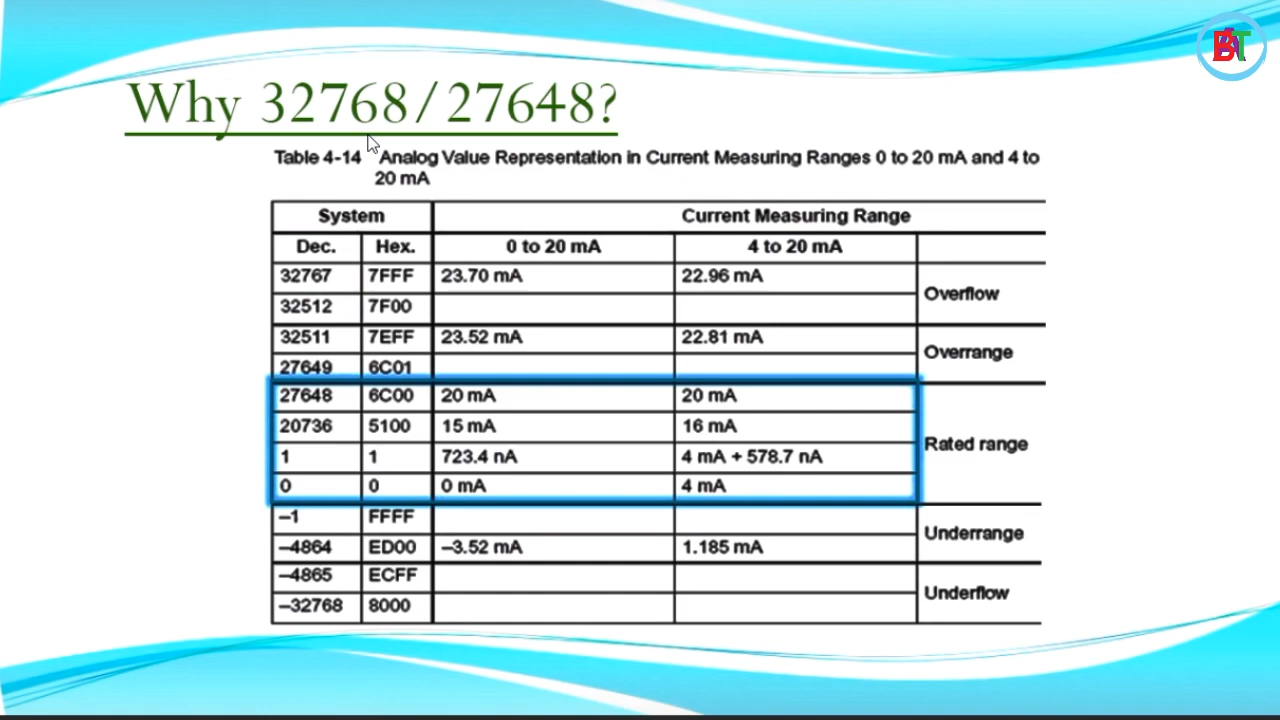 BAT
Why 32768/27648?
Table 4-14 Analog Value Representation in Current Measuring Ranges 0 to 20 mA and 4 to
20 mA
System Current Measuring Range
Dec. Hex. 0 to 20 mA 4 to 20 mA
32767 7FFF 23.70 mA 22.96 mA
Overflow
32512 7F00
32511 7EFF 23.52 mA 22.81 mA
Overrange
27649 6C01
27648 6C00 20 mA 20 mA
20736 5100 15 mA 16 mA
Rated range
1 1 723.4 nA 4 mA + 578.7 nA
0 0 0 mA 4 mA
–1 FFFF
Underrange
–4864 ED00 –3.52 mA 1.185 mA
–4865 ECFF
Underflow
–32768 8000